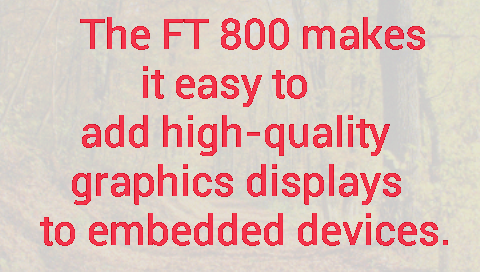 The FT 800 makes
it easy to
add high-quality
graphics displays
to embedded devices.